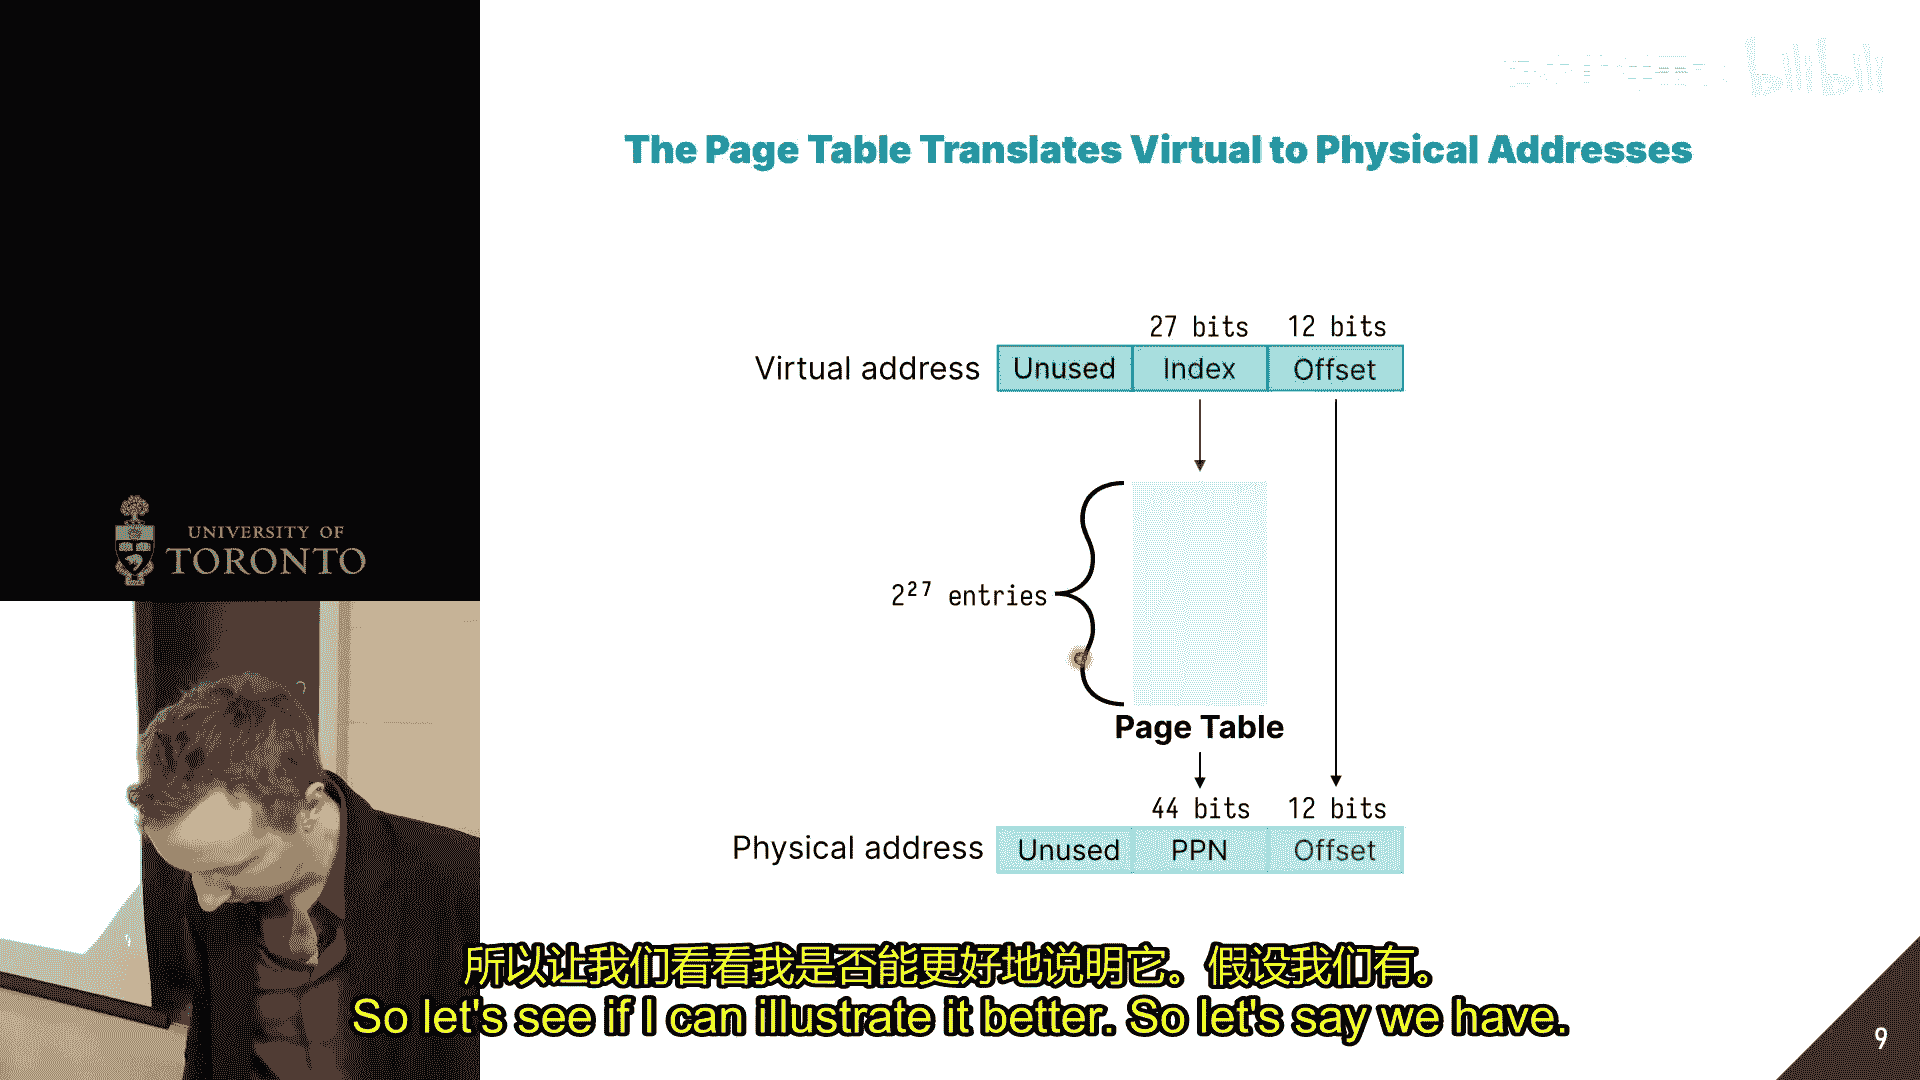 bilibili
The Page Table Translates Virtual to Physical Addresses
27 bits 12 bits
Virtual address Unused Index Offset
2²⁷ entries
Page Table
44 bits 12 bits
Physical address Unused PPN Offset
UNIVERSITY OF
TORONTO
所以让我们看看我是否能更好地说明它。假设我们有。
So let's see if I can illustrate it better. So let's say we have.
9